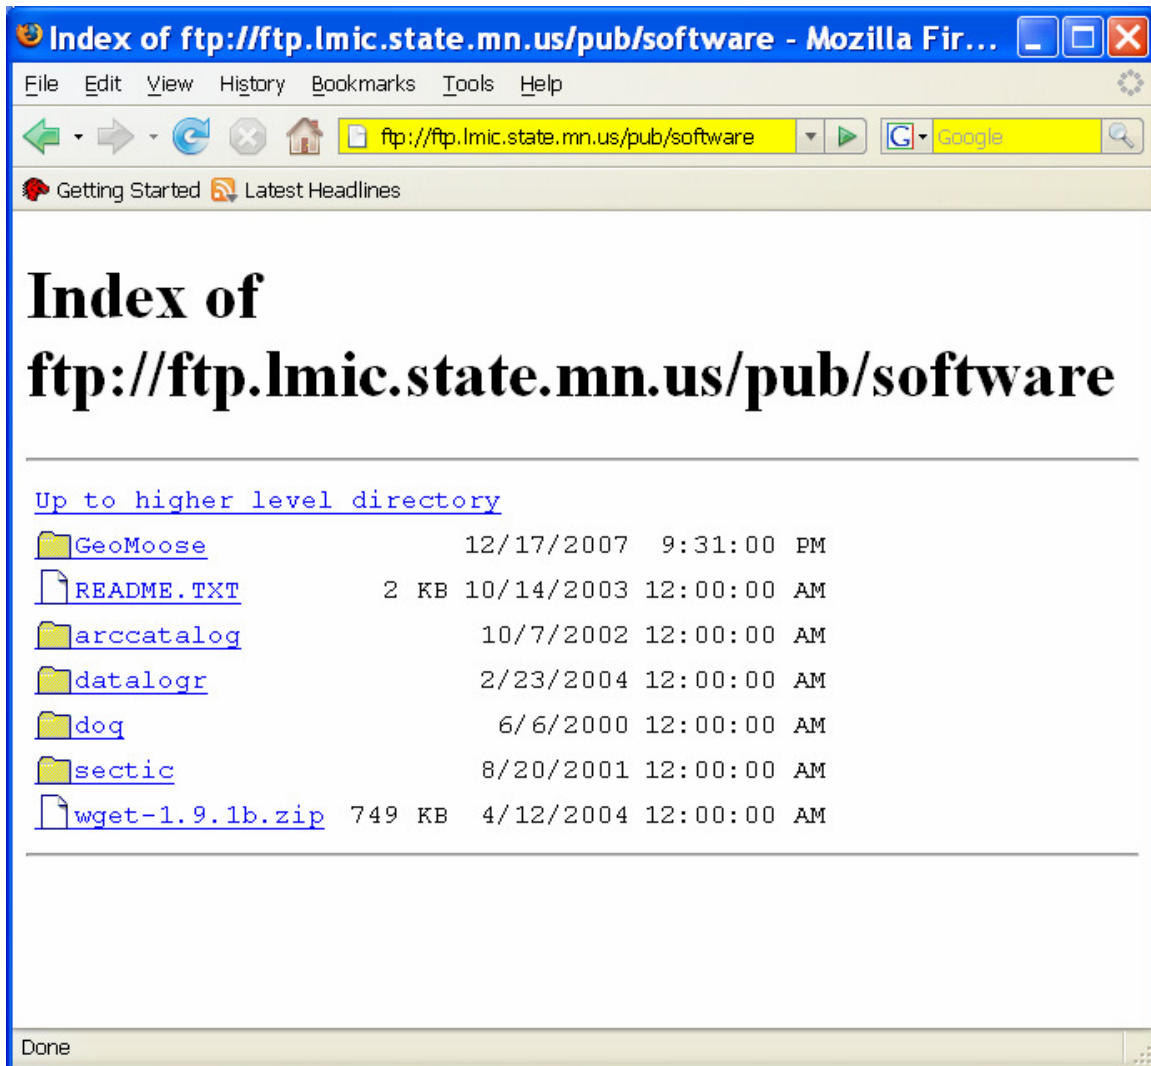 Index of ftp://ftp.lmic.state.mn.us/pub/software - Mozilla Fir...
File Edit View History Bookmarks Tools Help
ftp://ftp.lmic.state.mn.us/pub/software G Google
Getting Started Latest Headlines
Index of
ftp://ftp.lmic.state.mn.us/pub/software
Up to higher level directory
GeoMoose 12/17/2007 9:31:00 PM
README.TXT 2 KB 10/14/2003 12:00:00 AM
arccatalog 10/7/2002 12:00:00 AM
datalogr 2/23/2004 12:00:00 AM
doq 6/6/2000 12:00:00 AM
sectic 8/20/2001 12:00:00 AM
wget-1.9.1b.zip 749 KB 4/12/2004 12:00:00 AM
Done